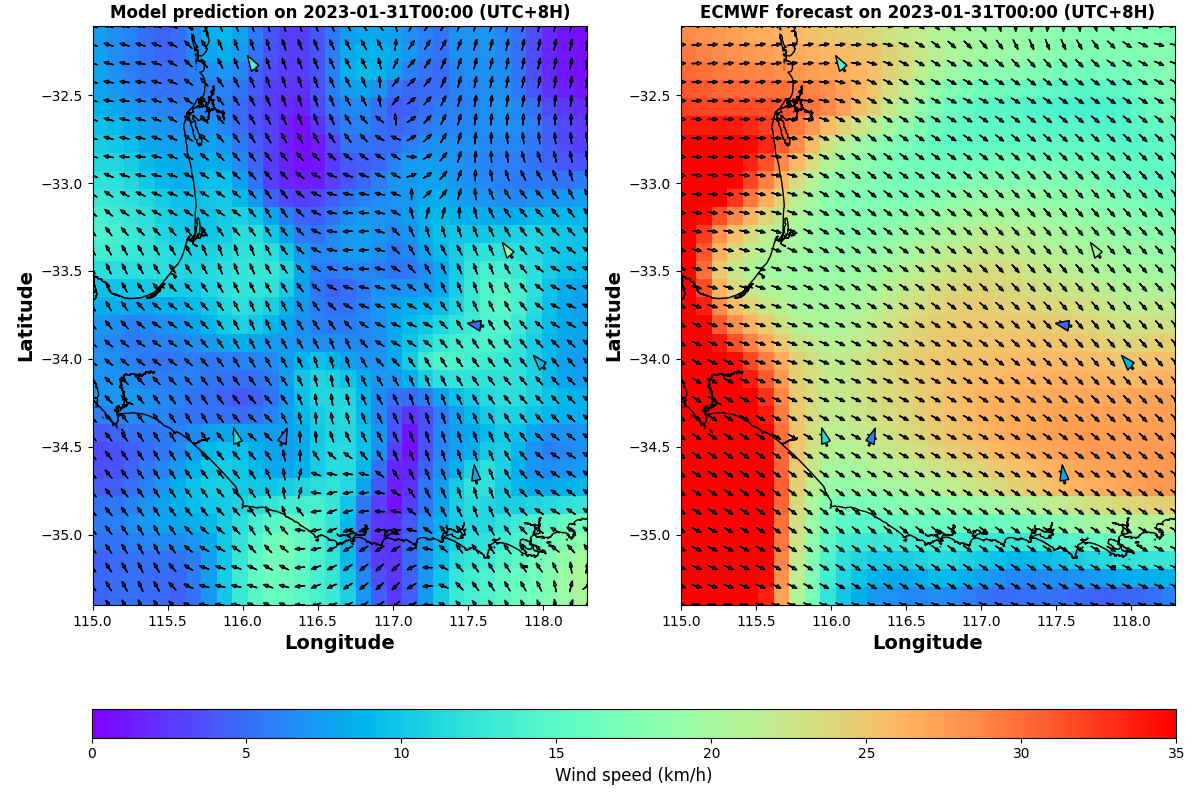 Model prediction on 2023-01-31T00:00 (UTC+8H)
ECMWF forecast on 2023-01-31T00:00 (UTC+8H)
−32.5
−33.0
−33.5
−34.0
−34.5
−35.0
Latitude
115.0 115.5 116.0 116.5 117.0 117.5 118.0
Longitude
−32.5
−33.0
−33.5
−34.0
−34.5
−35.0
Latitude
115.0 115.5 116.0 116.5 117.0 117.5 118.0
Longitude
0 5 10 15 20 25 30 35
Wind speed (km/h)